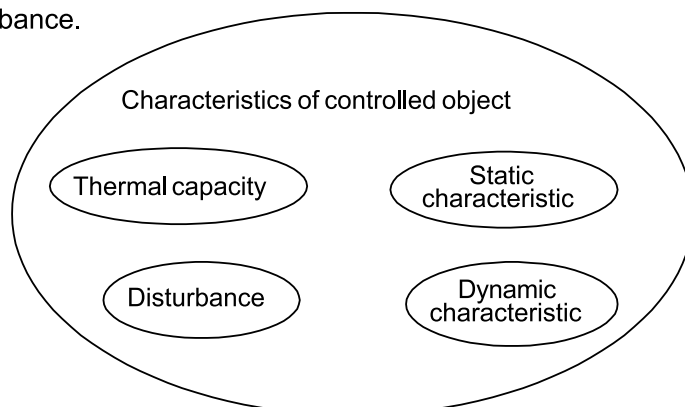 bance.
Characteristics of controlled object
Thermal capacity
Static
characteristic
Disturbance
Dynamic
characteristic